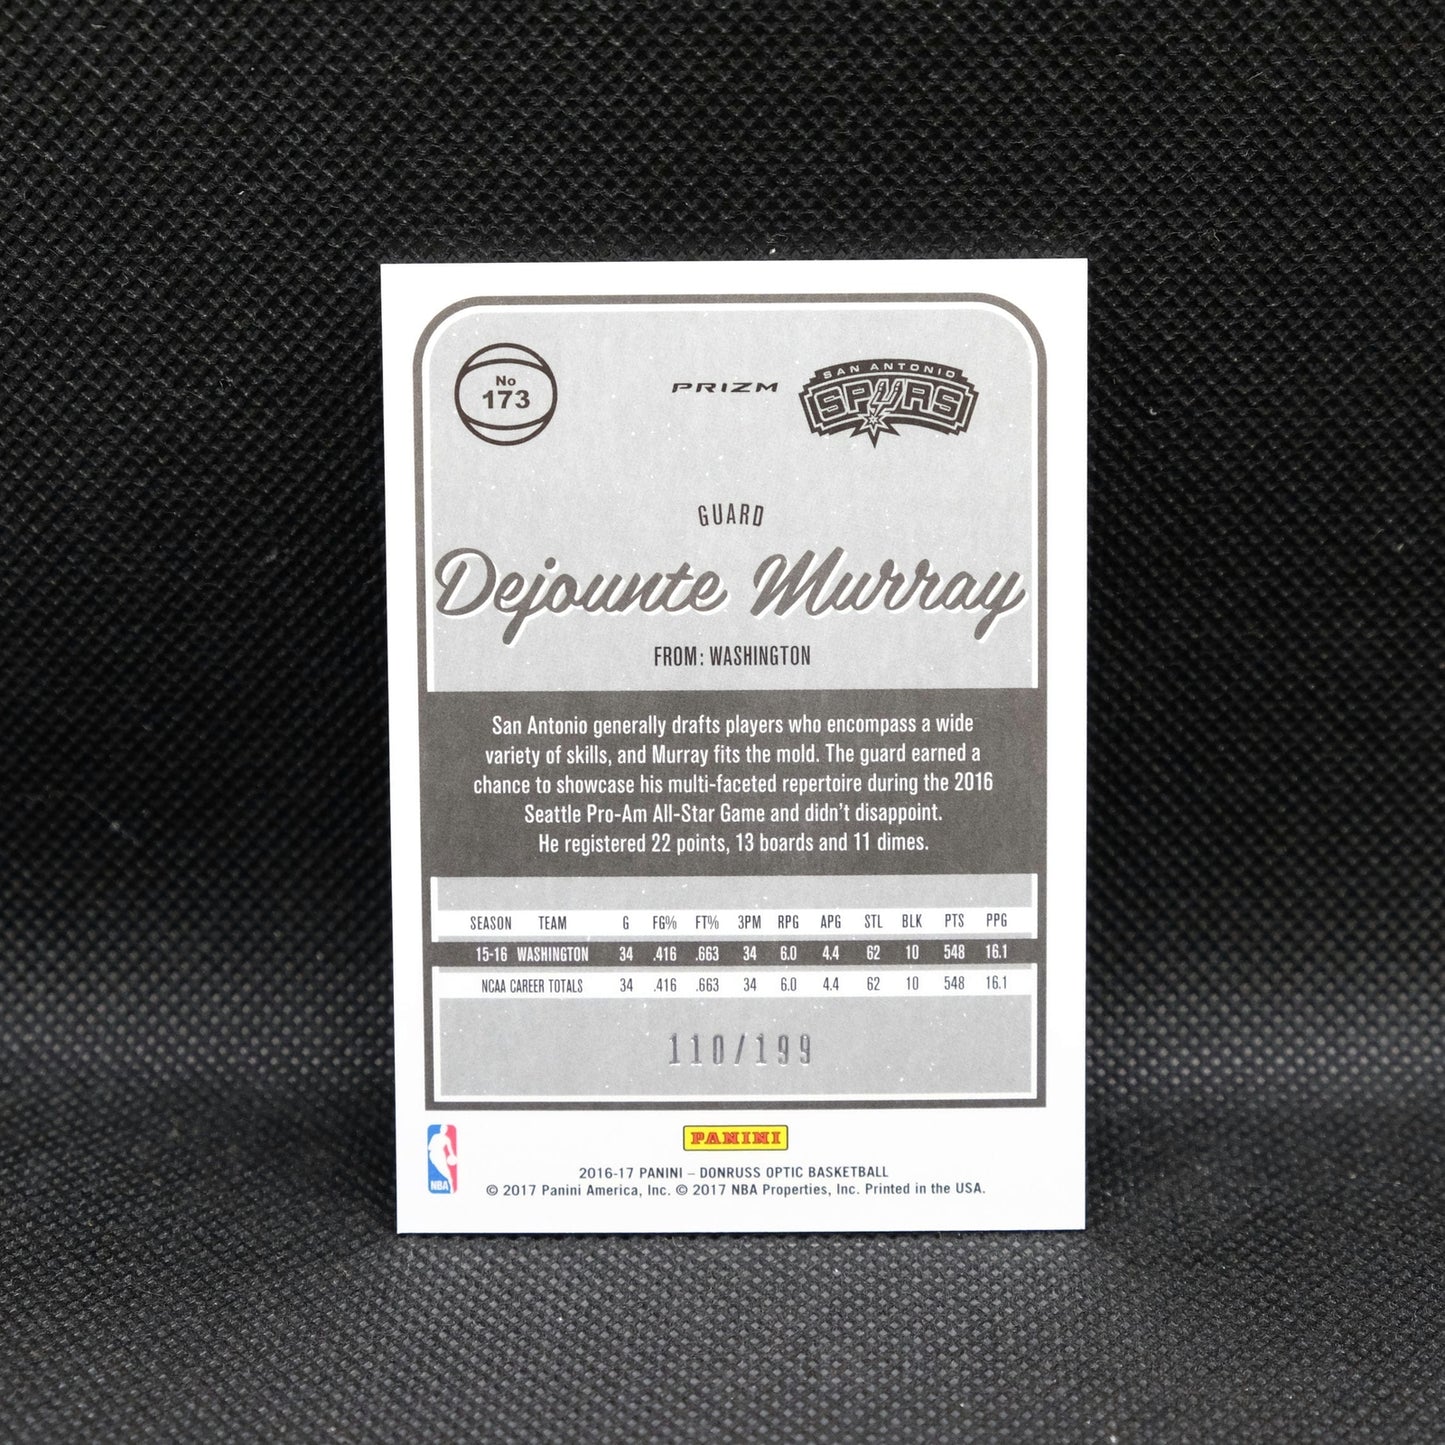 No
173
PRIZM
SAN ANTONIO
SPURS
GUARD
Dejounte Murray
FROM: WASHINGTON
San Antonio generally drafts players who encompass a wide
variety of skills, and Murray fits the mold. The guard earned a
chance to showcase his multi-faceted repertoire during the 2016
Seattle Pro-Am All-Star Game and didn't disappoint.
He registered 22 points, 13 boards and 11 dimes.
SEASON TEAM G FG% FT% 3PM RPG APG STL BLK PTS PPG
15-16 WASHINGTON 34 .416 .663 34 6.0 4.4 62 10 548 16.1
NCAA CAREER TOTALS 34 .416 .663 34 6.0 4.4 62 10 548 16.1
110/199
NBA
PANINI
2016-17 PANINI – DONRUSS OPTIC BASKETBALL
© 2017 Panini America, Inc. © 2017 NBA Properties, Inc. Printed in the USA.